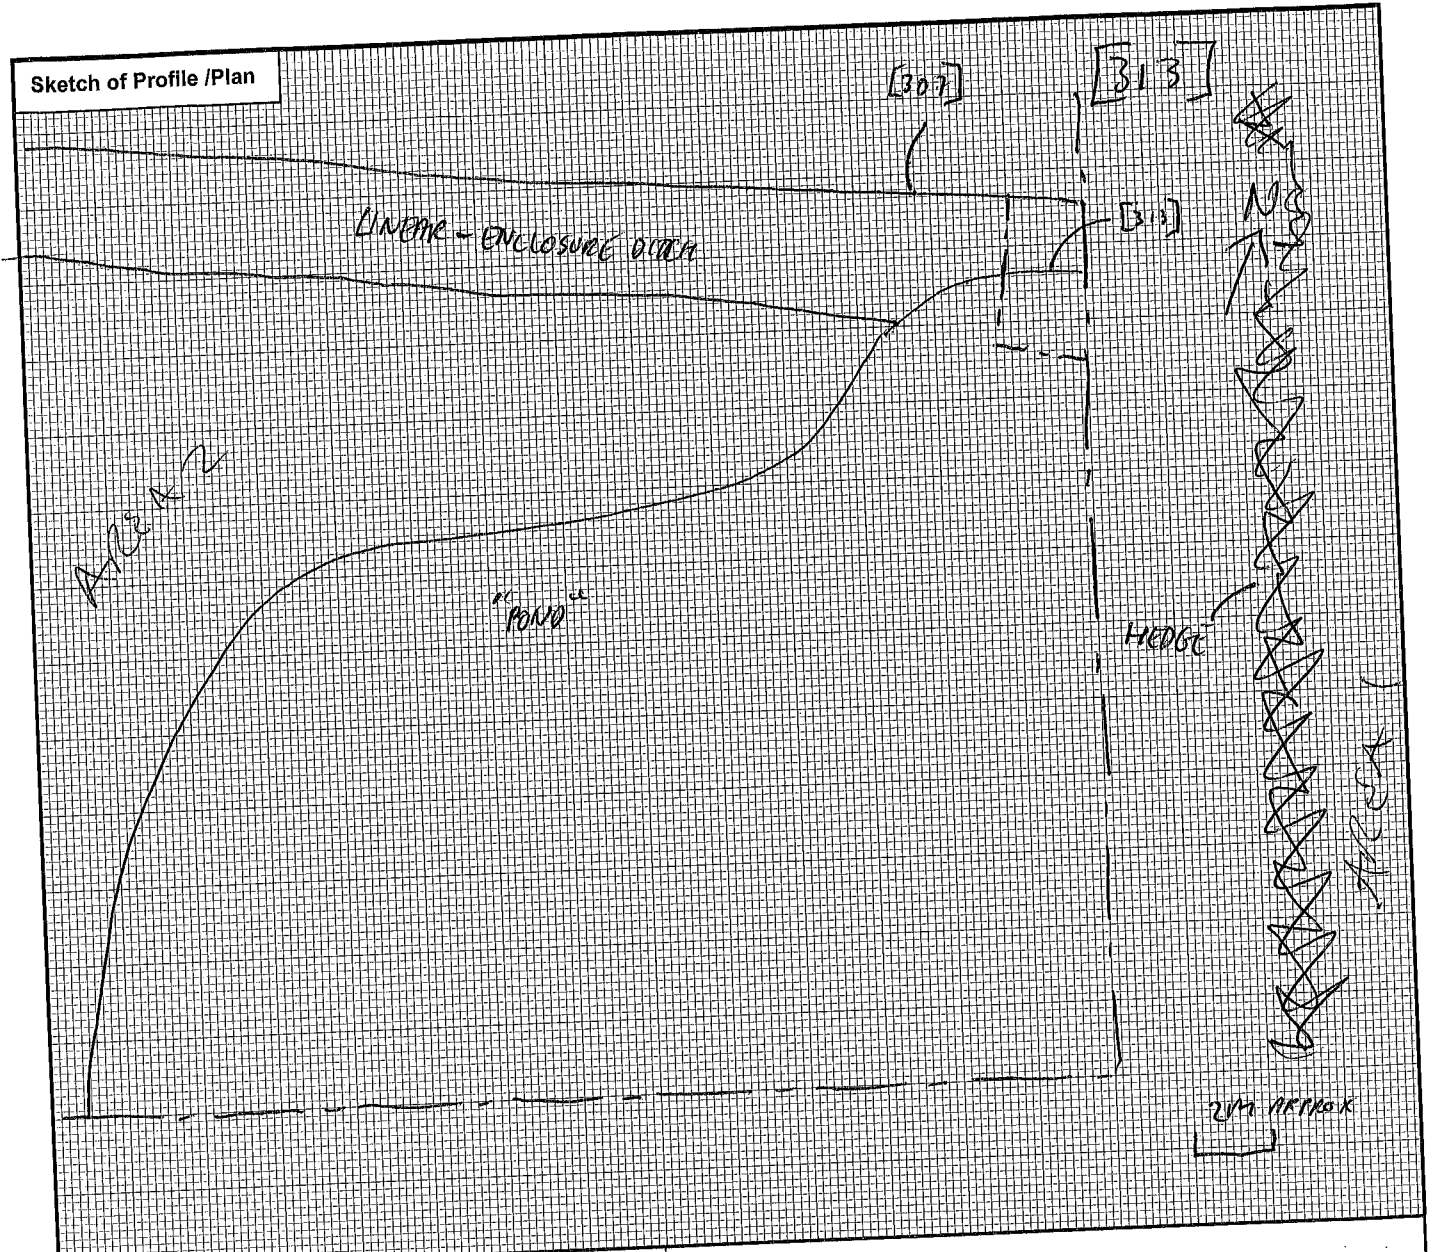 Sketch of Profile /Plan
[307]
[313]
N
[313]
LINEAR - ENCLOSURE DITCH
AREA 2
"POND"
HEDGE
AREA 1
2M APPROX